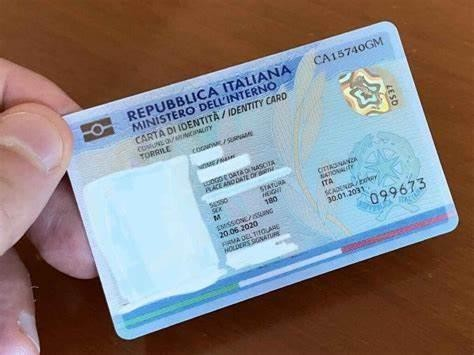 CA15740GM
REPUBBLICA ITALIANA
MINISTERO DELL'INTERNO
CARTA DI IDENTITÀ / IDENTITY CARD
COMUNE DI / MUNICIPALITY
TORRILE
COGNOME / SURNAME
NOME / NAME
LUOGO E DATA DI NASCITA
PLACE AND DATE OF BIRTH
SESSO
SEX
M
STATURA
HEIGHT
180
CITTADINANZA
NATIONALITY
ITA
EMISSIONE / ISSUING
20.06.2020
SCADENZA / EXPIRY
30.01.2031
099673
FIRMA DEL TITOLARE
HOLDER'S SIGNATURE